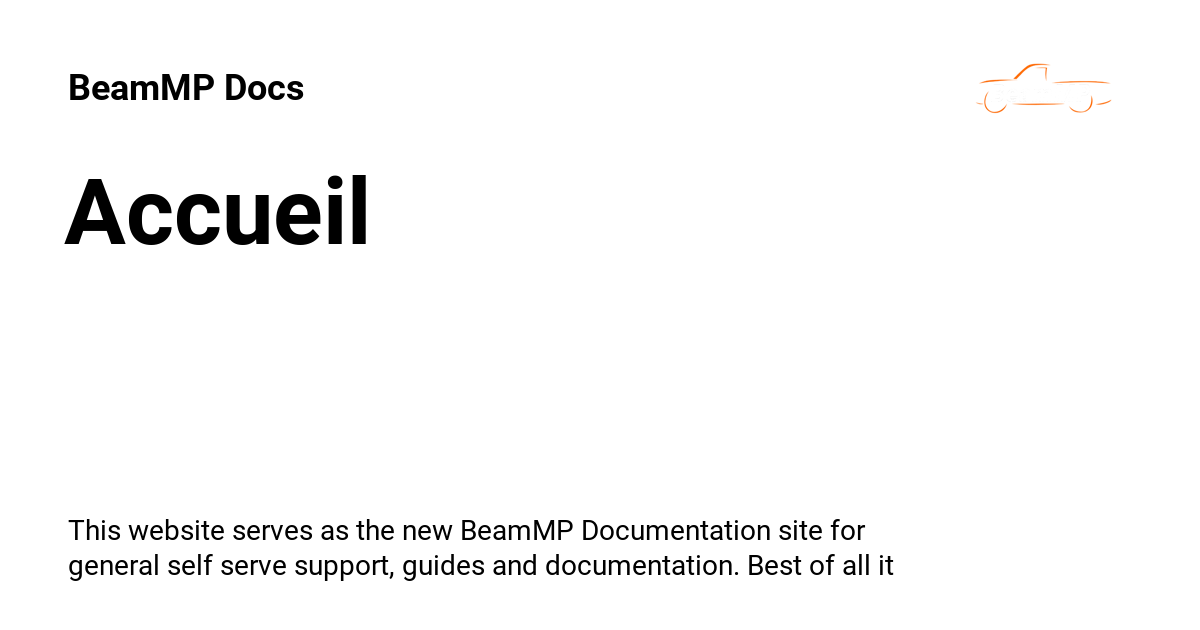 BeamMP Docs
Accueil
This website serves as the new BeamMP Documentation site for
general self serve support, guides and documentation. Best of all it